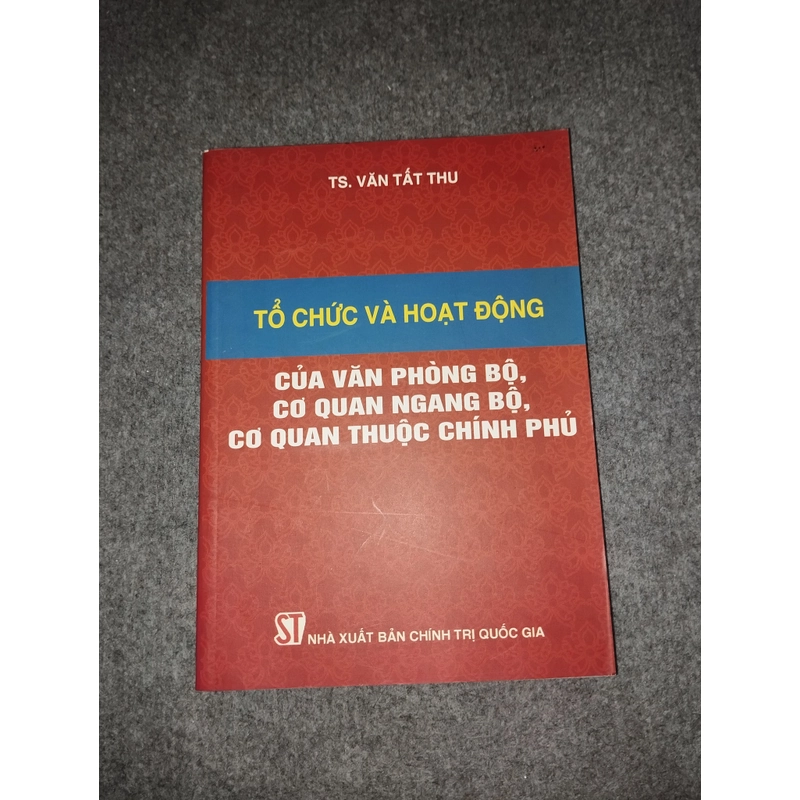 TS. VĂN TẤT THU
TỔ CHỨC VÀ HOẠT ĐỘNG
CỦA VĂN PHÒNG BỘ,
CƠ QUAN NGANG BỘ,
CƠ QUAN THUỘC CHÍNH PHỦ
ST NHÀ XUẤT BẢN CHÍNH TRỊ QUỐC GIA